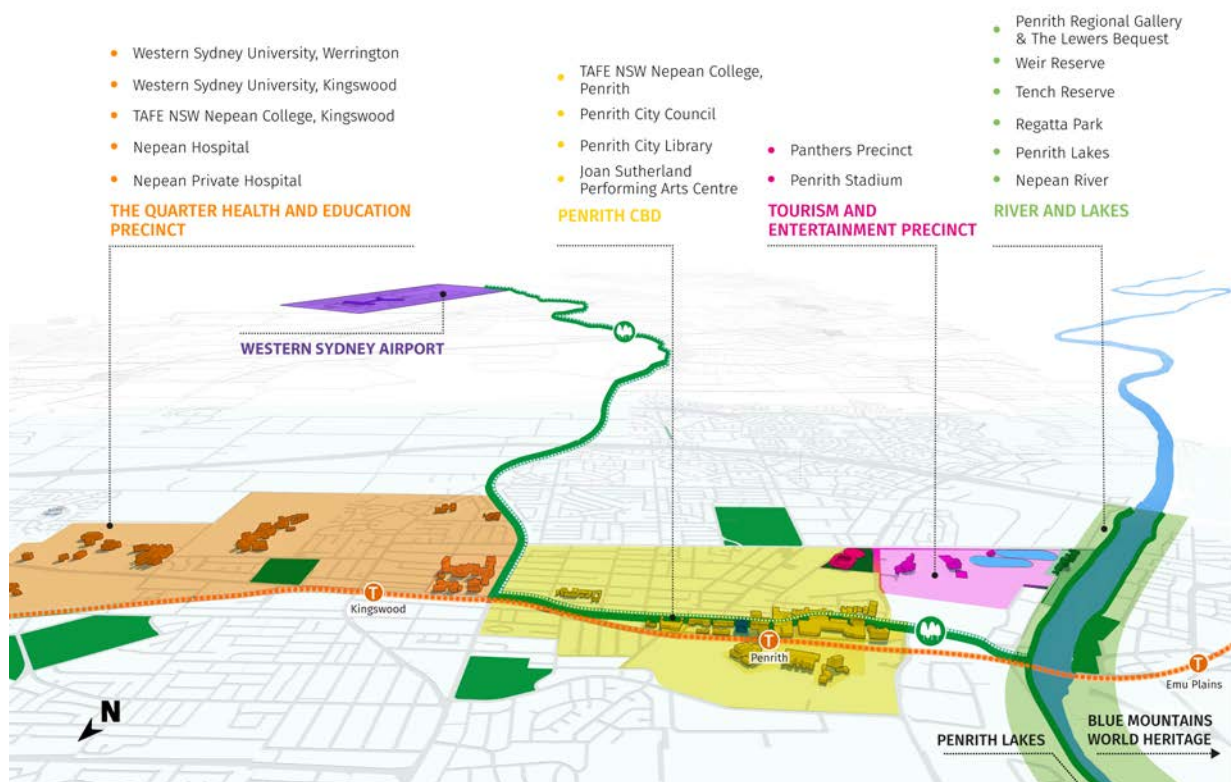 Western Sydney University, Werrington
Western Sydney University, Kingswood
TAFE NSW Nepean College, Kingswood
Nepean Hospital
Nepean Private Hospital
THE QUARTER HEALTH AND EDUCATION
PRECINCT
TAFE NSW Nepean College,
Penrith
Penrith City Council
Penrith City Library
Joan Sutherland
Performing Arts Centre
PENRITH CBD
Panthers Precinct
Penrith Stadium
TOURISM AND
ENTERTAINMENT PRECINCT
Penrith Regional Gallery
& The Lewers Bequest
Weir Reserve
Tench Reserve
Regatta Park
Penrith Lakes
Nepean River
RIVER AND LAKES
WESTERN SYDNEY AIRPORT
T
Kingswood
T
Penrith
T
Emu Plains
N
PENRITH LAKES
BLUE MOUNTAINS
WORLD HERITAGE